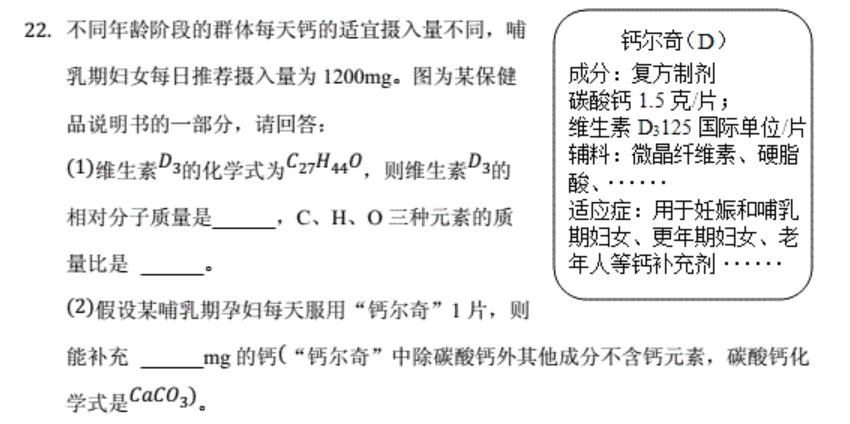 22. 不同年龄阶段的群体每天钙的适宜摄入量不同，哺
乳期妇女每日推荐摄入量为 1200mg。图为某保健
品说明书的一部分，请回答：
(1)维生素D₃的化学式为C₂₇H₄₄O，则维生素D₃的
相对分子质量是______，C、H、O 三种元素的质
量比是 ______。
(2)假设某哺乳期孕妇每天服用“钙尔奇”1 片，则
能补充 ______mg 的钙(“钙尔奇”中除碳酸钙外其他成分不含钙元素，碳酸钙化
学式是CaCO₃)。
钙尔奇（D）
成分：复方制剂
碳酸钙 1.5 克/片；
维生素 D₃125 国际单位/片
辅料：微晶纤维素、硬脂
酸、······
适应症：用于妊娠和哺乳
期妇女、更年期妇女、老
年人等钙补充剂 ······